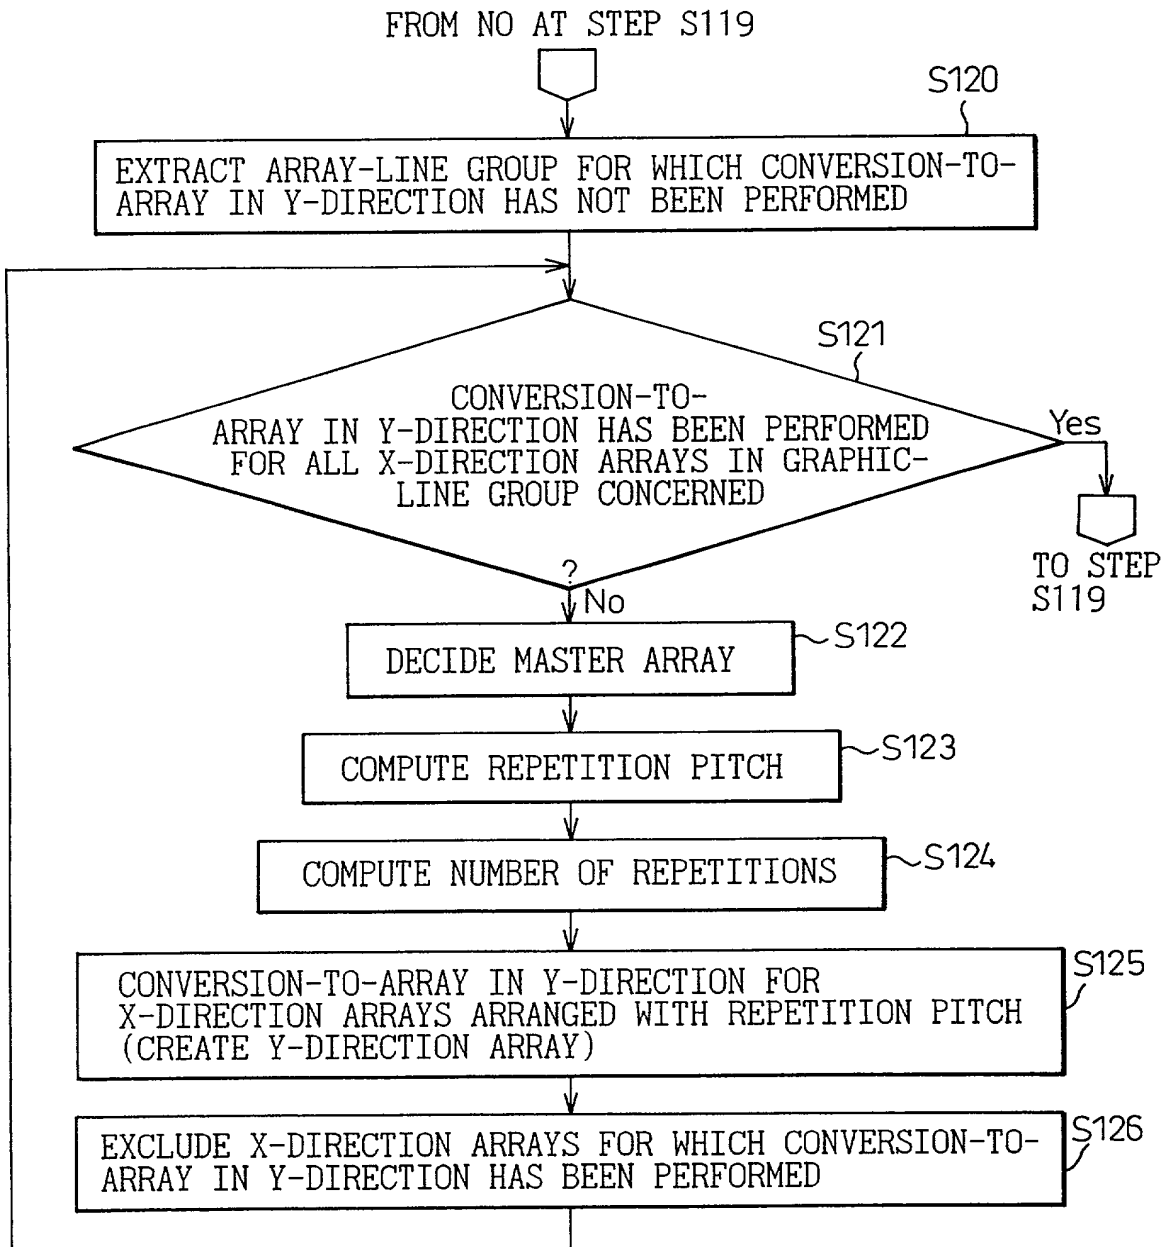 FROM NO AT STEP S119
S120
EXTRACT ARRAY-LINE GROUP FOR WHICH CONVERSION-TO-
ARRAY IN Y-DIRECTION HAS NOT BEEN PERFORMED
S121
CONVERSION-TO-
ARRAY IN Y-DIRECTION HAS BEEN PERFORMED
FOR ALL X-DIRECTION ARRAYS IN GRAPHIC-
LINE GROUP CONCERNED
?
Yes
TO STEP
S119
No
S122
DECIDE MASTER ARRAY
S123
COMPUTE REPETITION PITCH
S124
COMPUTE NUMBER OF REPETITIONS
S125
CONVERSION-TO-ARRAY IN Y-DIRECTION FOR
X-DIRECTION ARRAYS ARRANGED WITH REPETITION PITCH
(CREATE Y-DIRECTION ARRAY)
S126
EXCLUDE X-DIRECTION ARRAYS FOR WHICH CONVERSION-TO-
ARRAY IN Y-DIRECTION HAS BEEN PERFORMED